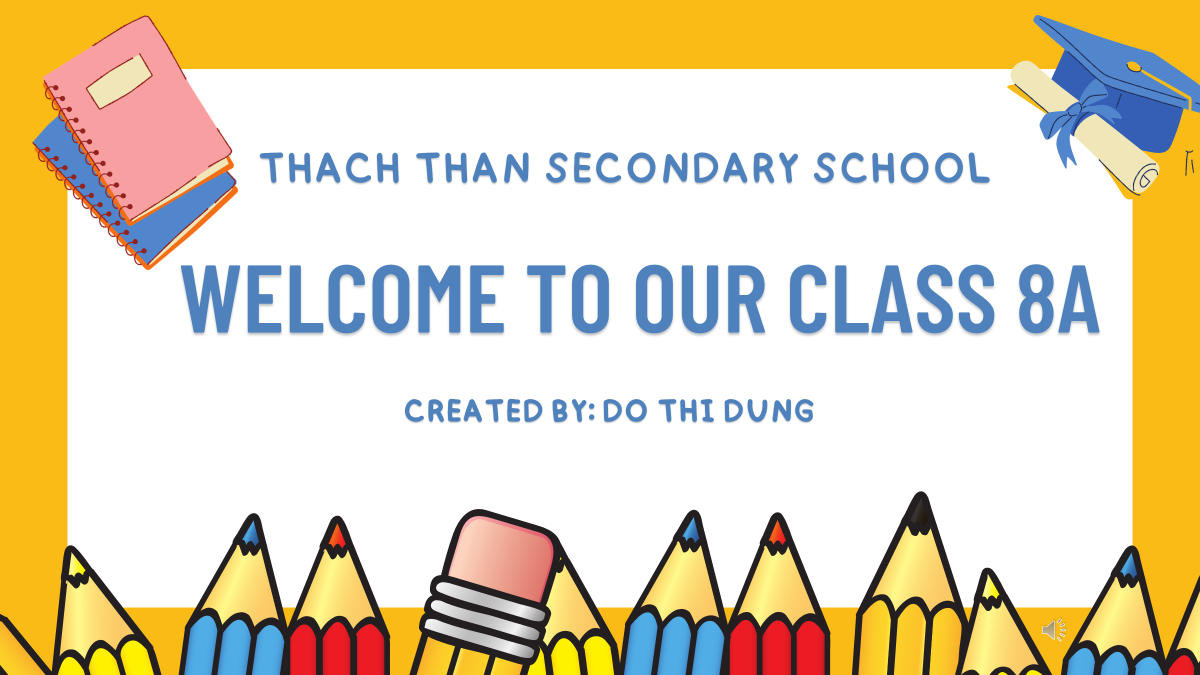 THACH THAN SECONDARY SCHOOL
WELCOME TO OUR CLASS 8A
CREATED BY: DO THI DUNG